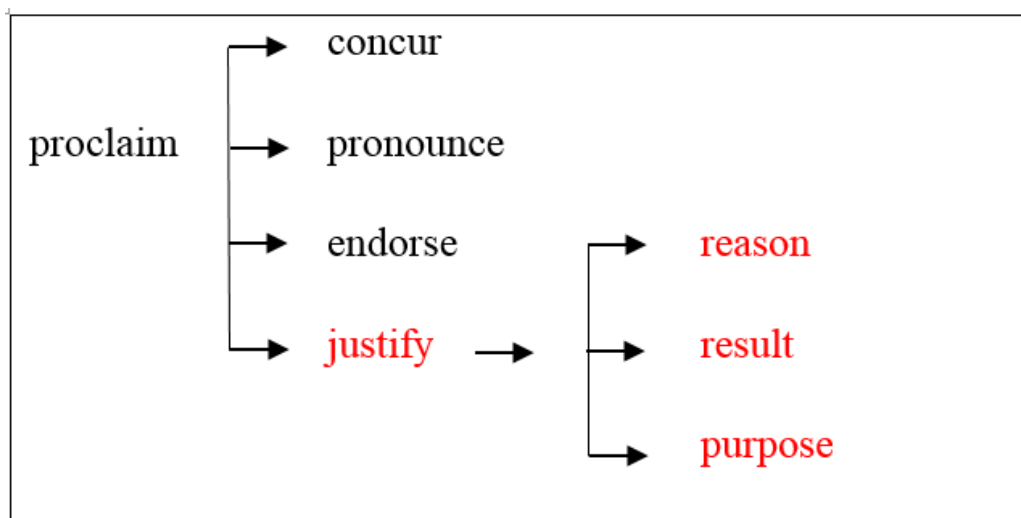 concur
proclaim
pronounce
endorse
reason
justify
result
purpose